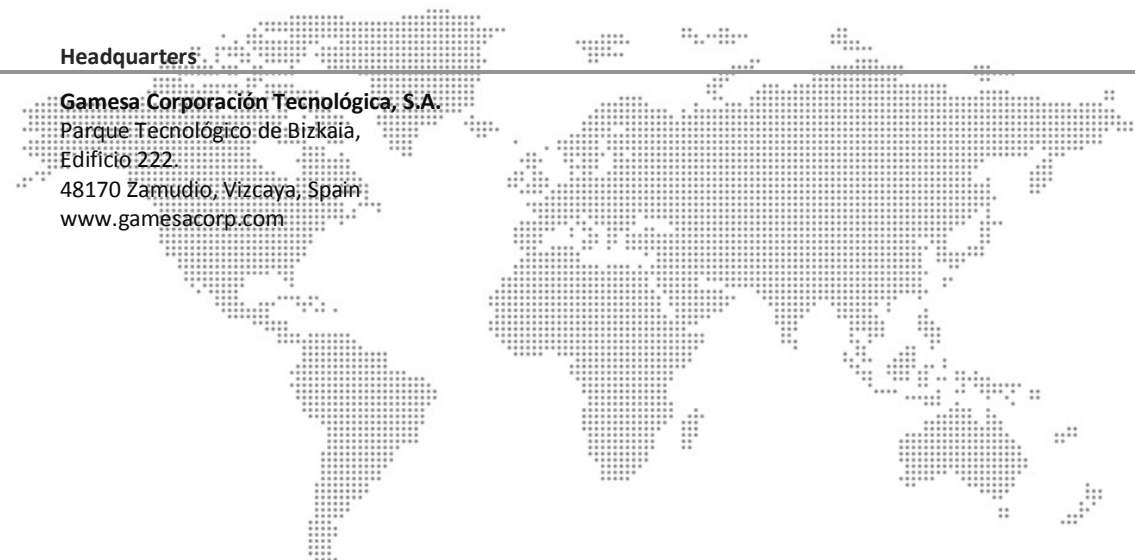 Headquarters
Gamesa Corporación Tecnológica, S.A.
Parque Tecnológico de Bizkaia,
Edificio 222.
48170 Zamudio, Vizcaya, Spain
www.gamesacorp.com